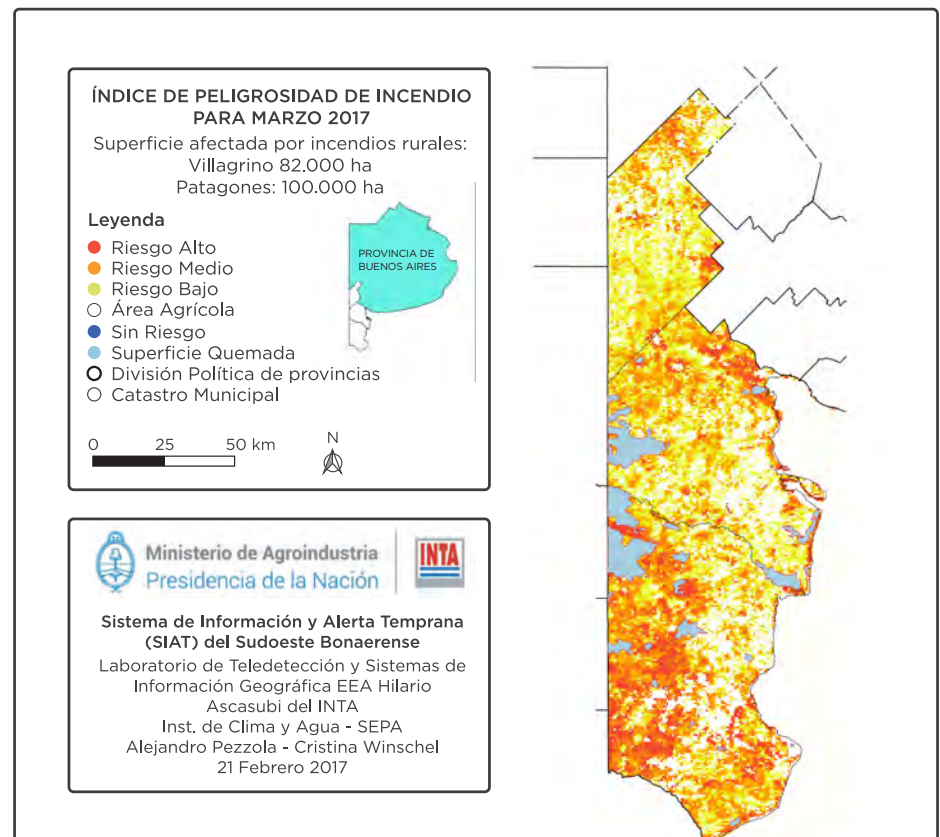 ÍNDICE DE PELIGROSIDAD DE INCENDIO
PARA MARZO 2017
Superficie afectada por incendios rurales:
Villagrino 82.000 ha
Patagones: 100.000 ha
Leyenda
Riesgo Alto
Riesgo Medio
Riesgo Bajo
Área Agrícola
Sin Riesgo
Superficie Quemada
División Política de provincias
Catastro Municipal
PROVINCIA DE
BUENOS AIRES
0 25 50 km
N
Ministerio de Agroindustria
Presidencia de la Nación
INTA
Sistema de Información y Alerta Temprana
(SIAT) del Sudoeste Bonaerense
Laboratorio de Teledetección y Sistemas de
Información Geográfica EEA Hilario
Ascasubi del INTA
Inst. de Clima y Agua - SEPA
Alejandro Pezzola - Cristina Winschel
21 Febrero 2017